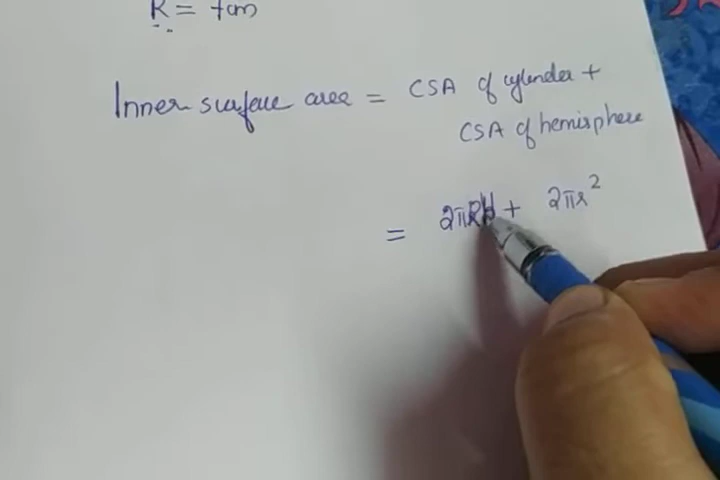 R = 7cm
Inner surface area = CSA of cylinder +
CSA of hemisphere
= 2πRH + 2πr²